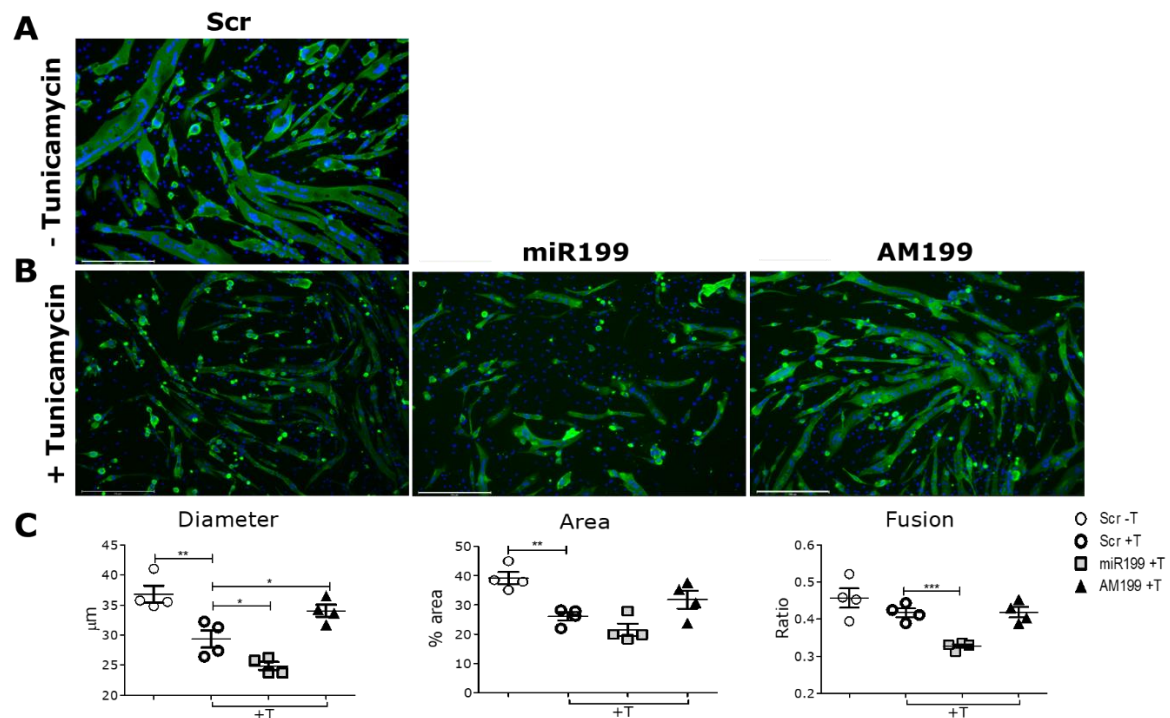 A
Scr
- Tunicamycin
B
miR199
AM199
+ Tunicamycin
C
Diameter
Area
Fusion
45
40
35
30
25
20
µm
**
*
*
+T
50
40
30
20
10
0
% area
**
+T
0.6
0.5
0.4
0.3
0.2
Ratio
***
+T
Scr -T
Scr +T
miR199 +T
AM199 +T